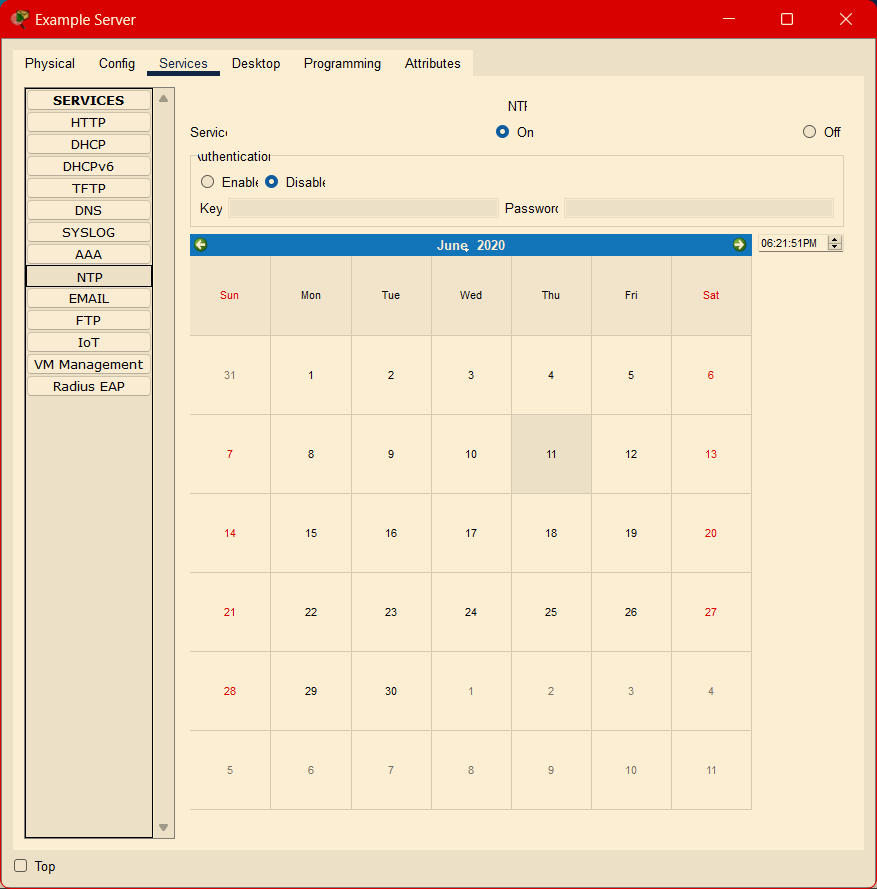 Example Server
Physical Config Services Desktop Programming Attributes
SERVICES
HTTP
DHCP
DHCPv6
TFTP
DNS
SYSLOG
AAA
NTP
EMAIL
FTP
IoT
VM Management
Radius EAP
NTP
Service On Off
Authentication
Enable Disable
Key Password
June, 2020 06:21:51PM
Sun Mon Tue Wed Thu Fri Sat
31 1 2 3 4 5 6
7 8 9 10 11 12 13
14 15 16 17 18 19 20
21 22 23 24 25 26 27
28 29 30 1 2 3 4
5 6 7 8 9 10 11
Top